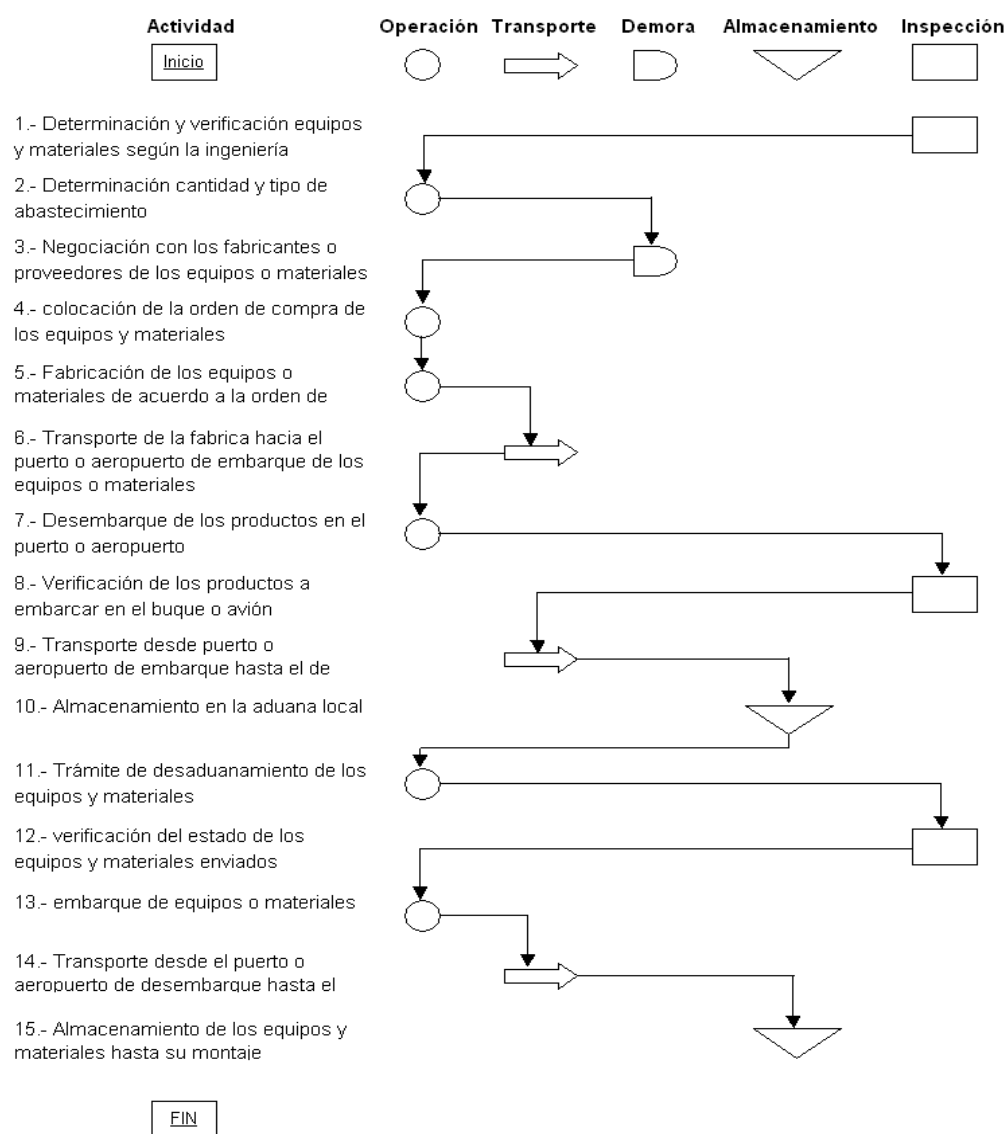 Actividad Operación Transporte Demora Almacenamiento Inspección
Inicio
1.- Determinación y verificación equipos
y materiales según la ingeniería
2.- Determinación cantidad y tipo de
abastecimiento
3.- Negociación con los fabricantes o
proveedores de los equipos o materiales
4.- colocación de la orden de compra de
los equipos y materiales
5.- Fabricación de los equipos o
materiales de acuerdo a la orden de
6.- Transporte de la fabrica hacia el
puerto o aeropuerto de embarque de los
equipos o materiales
7.- Desembarque de los productos en el
puerto o aeropuerto
8.- Verificación de los productos a
embarcar en el buque o avión
9.- Transporte desde puerto o
aeropuerto de embarque hasta el de
10.- Almacenamiento en la aduana local
11.- Trámite de desaduanamiento de los
equipos y materiales
12.- verificación del estado de los
equipos y materiales enviados
13.- embarque de equipos o materiales
14.- Transporte desde el puerto o
aeropuerto de desembarque hasta el
15.- Almacenamiento de los equipos y
materiales hasta su montaje
FIN